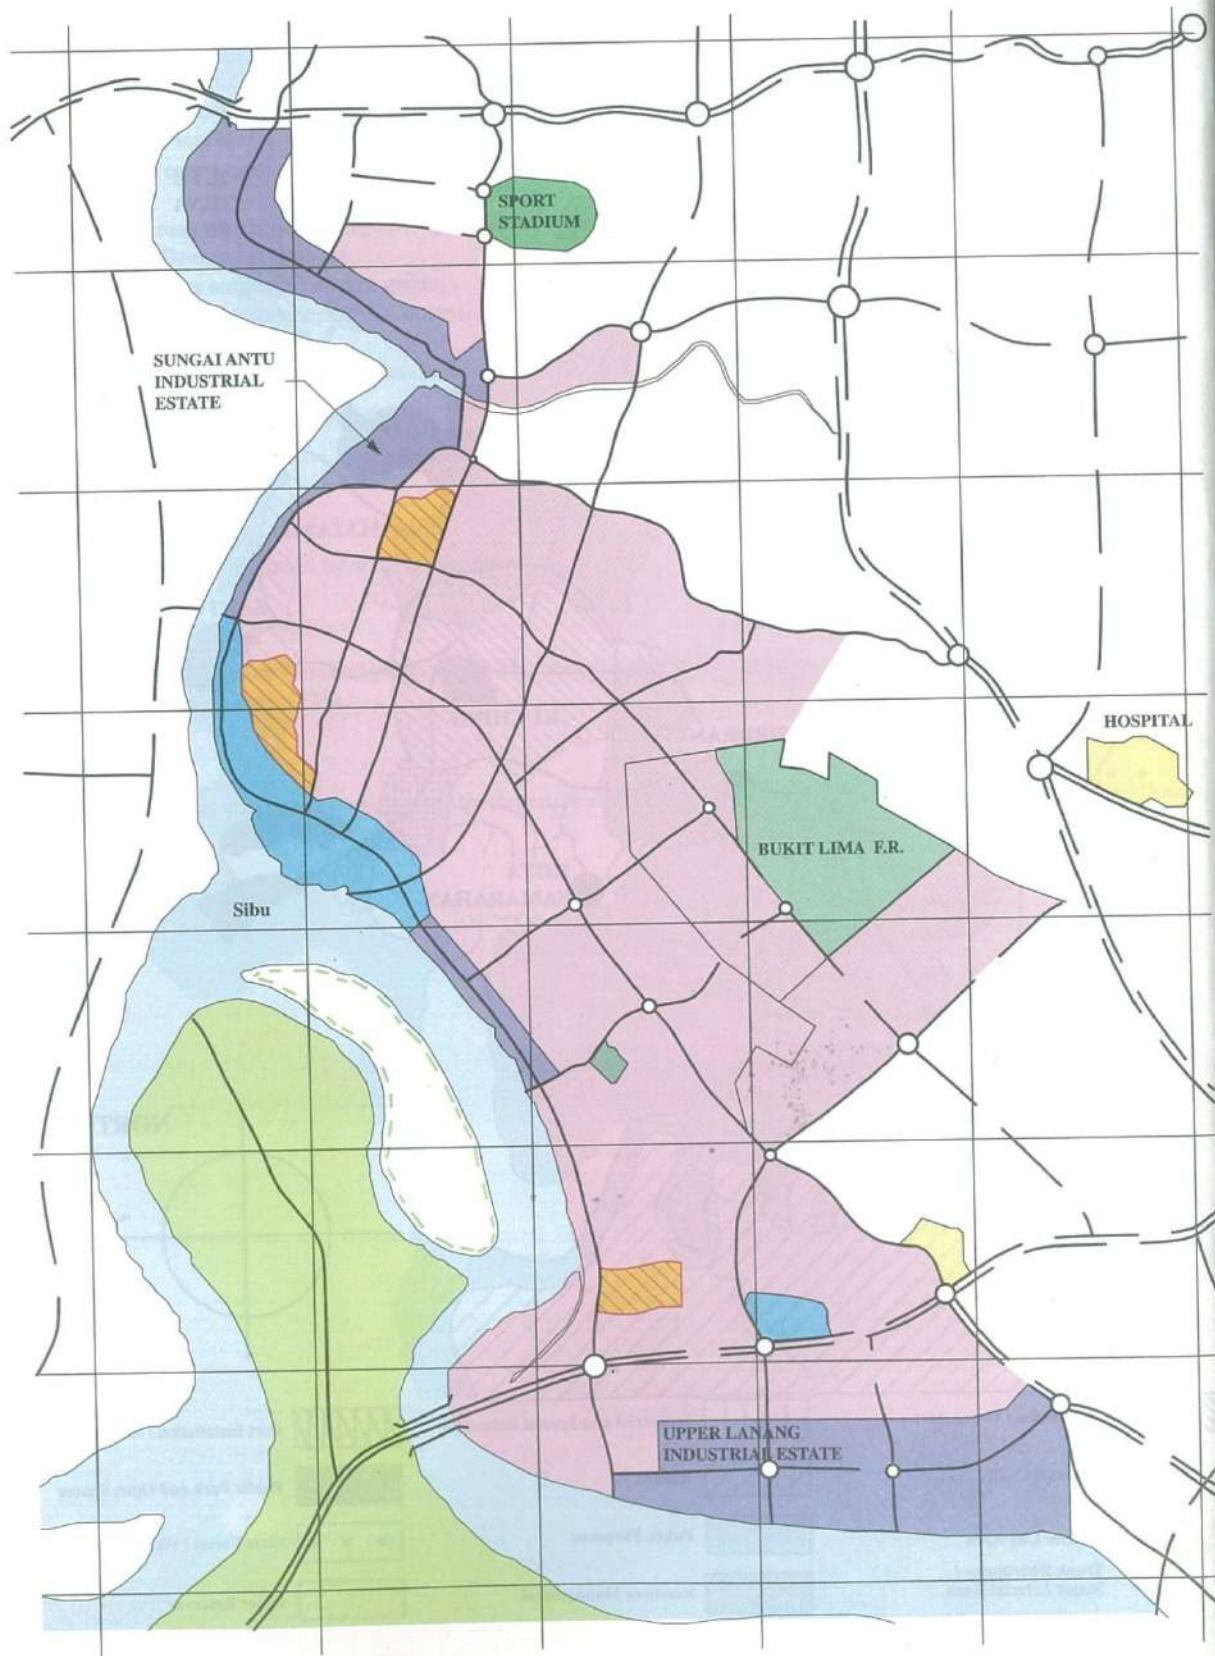 SPORT
STADIUM
SUNGAI ANTU
INDUSTRIAL
ESTATE
HOSPITAL
BUKIT LIMA F.R.
Sibu
UPPER LANANG
INDUSTRIAL ESTATE